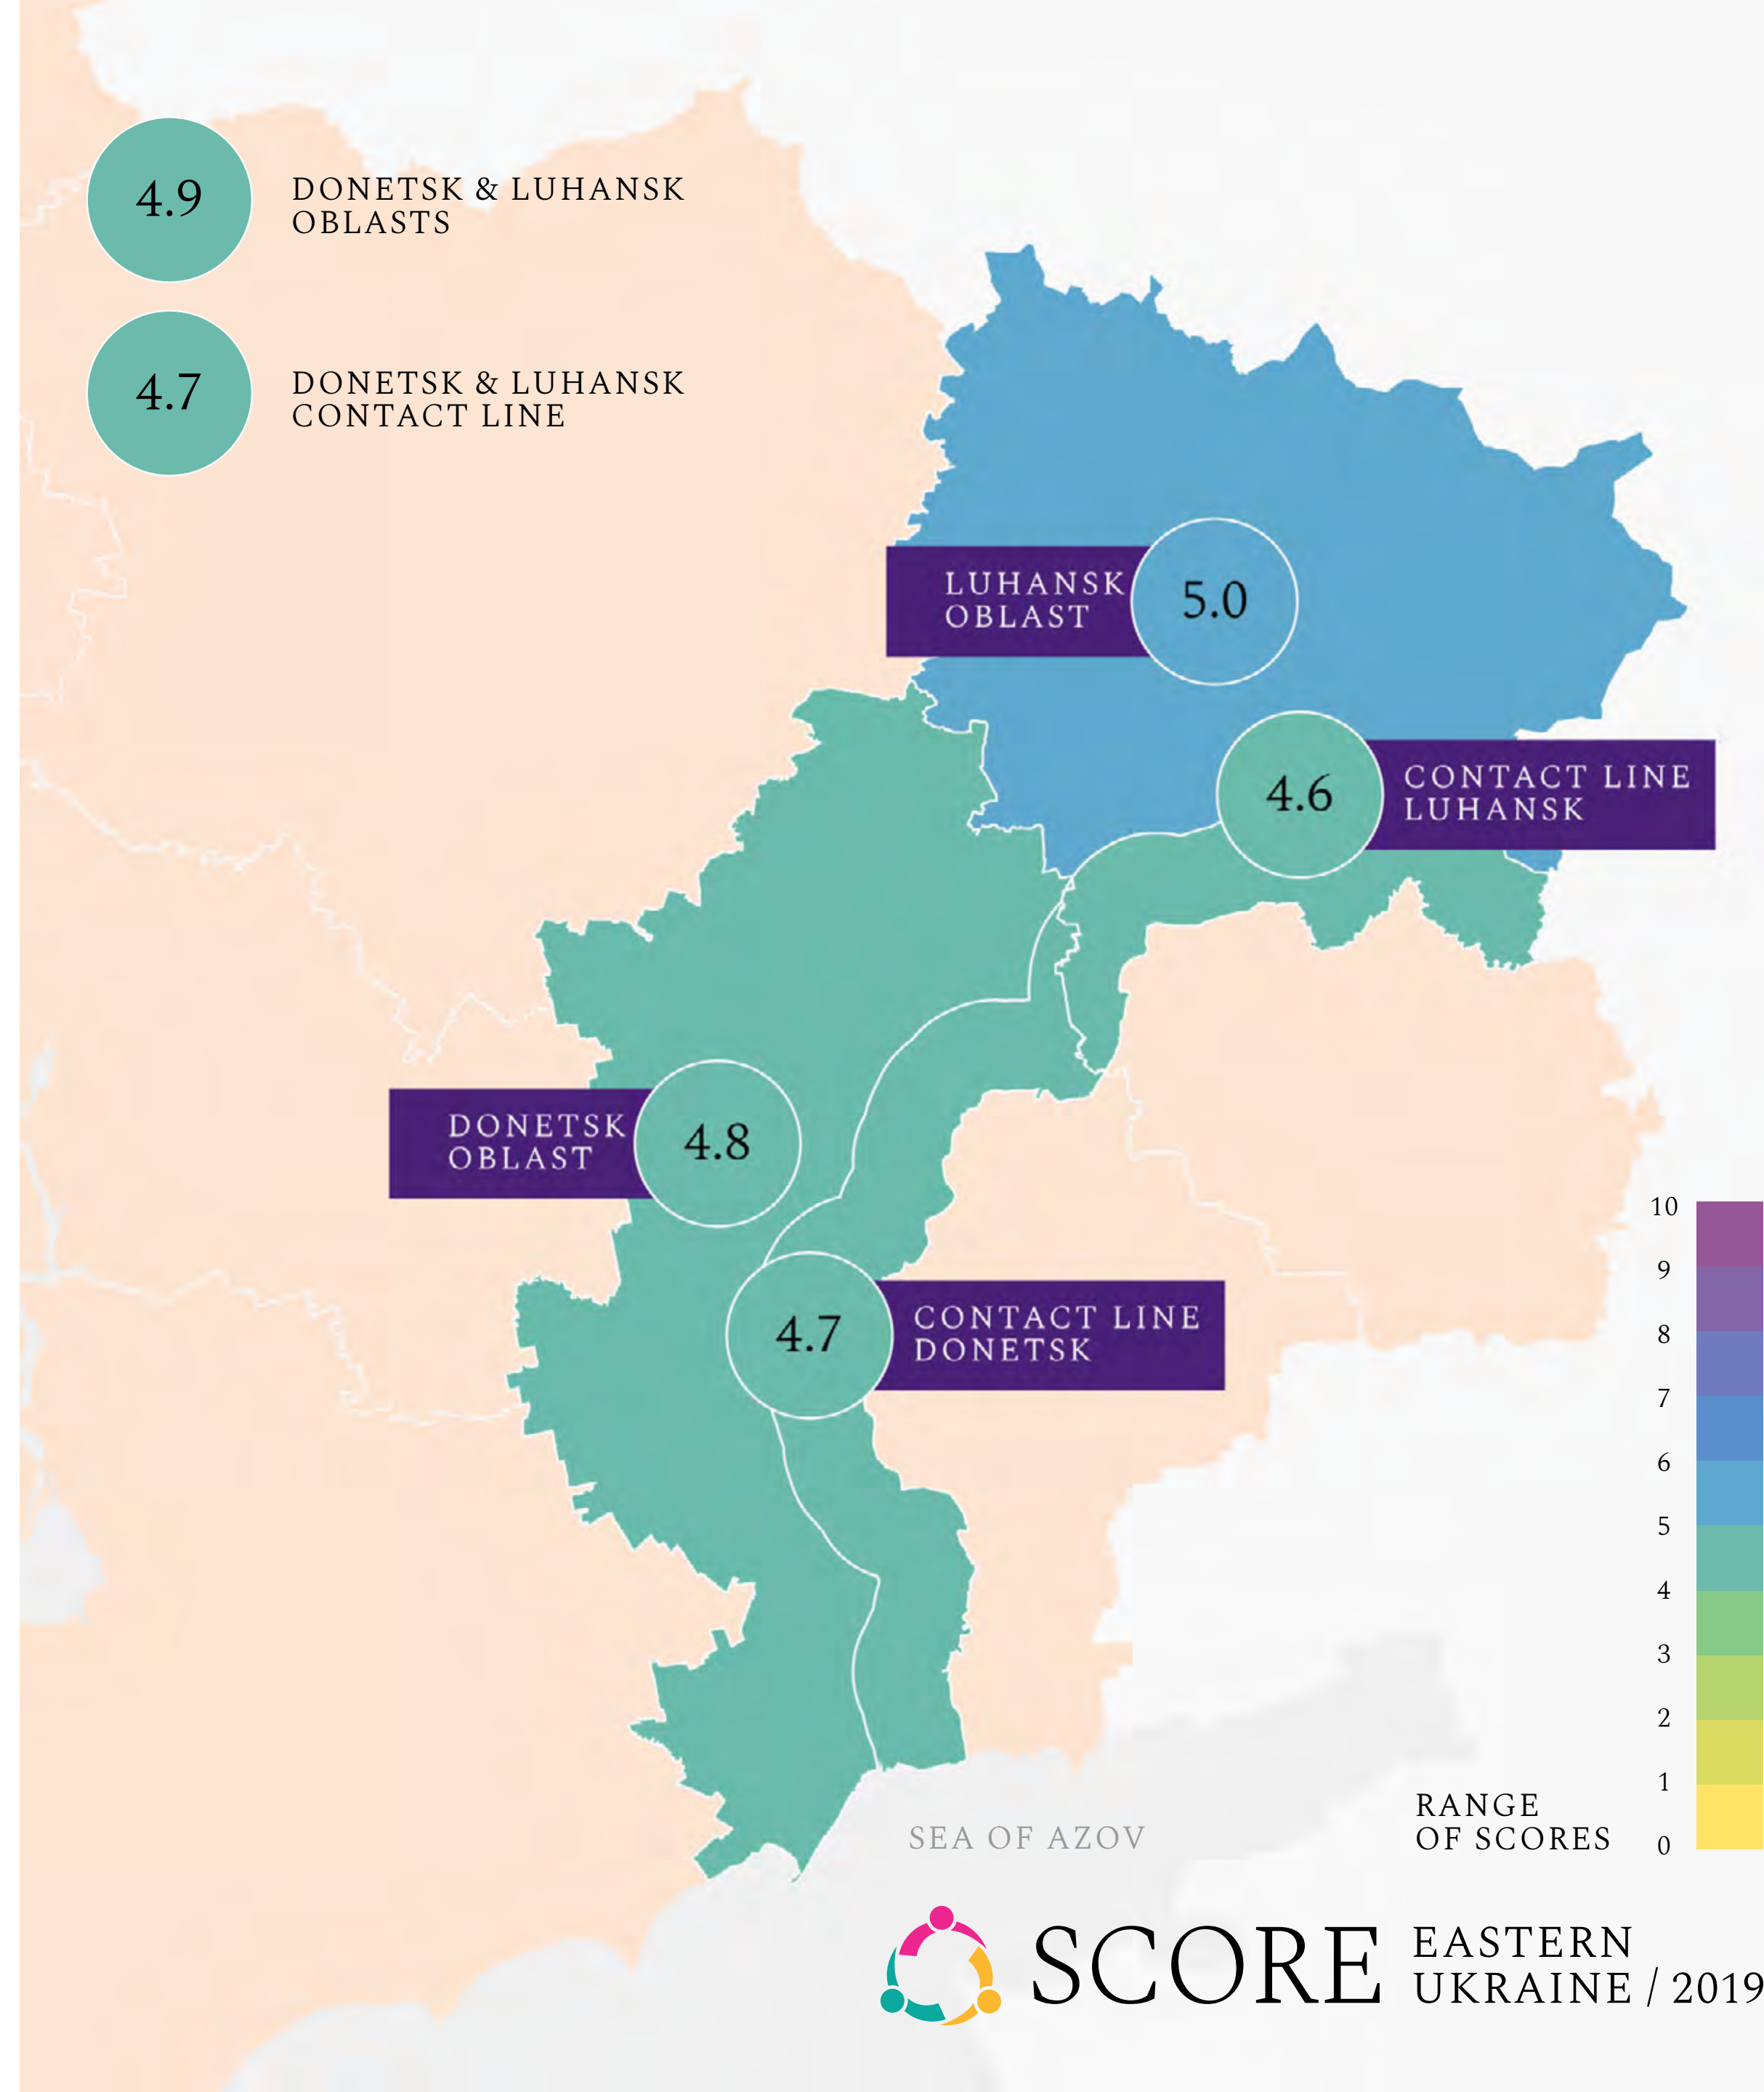 4.9
DONETSK & LUHANSK
OBLASTS
4.7
DONETSK & LUHANSK
CONTACT LINE
LUHANSK
OBLAST
5.0
4.6
CONTACT LINE
LUHANSK
DONETSK
OBLAST
4.8
4.7
CONTACT LINE
DONETSK
10
9
8
7
6
5
4
3
2
1
0
RANGE
OF SCORES
SEA OF AZOV
SCORE
EASTERN
UKRAINE / 2019